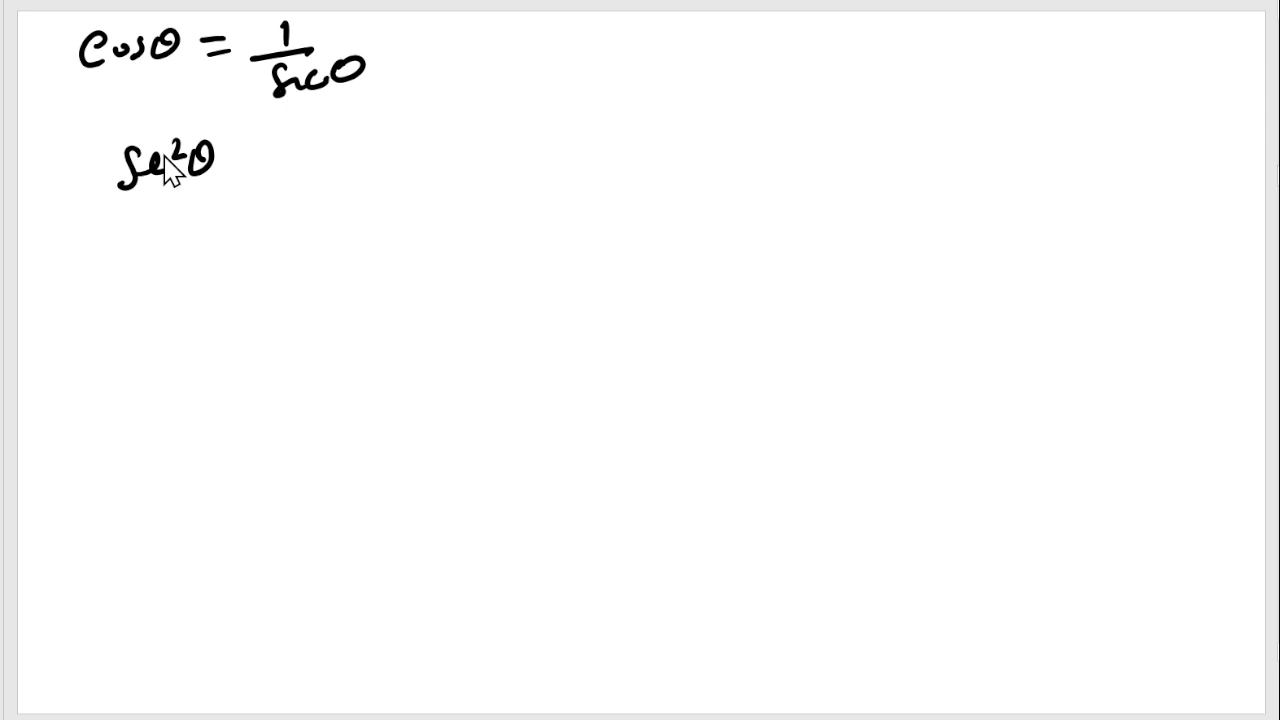 cosθ = 1/secθ
sec²θ